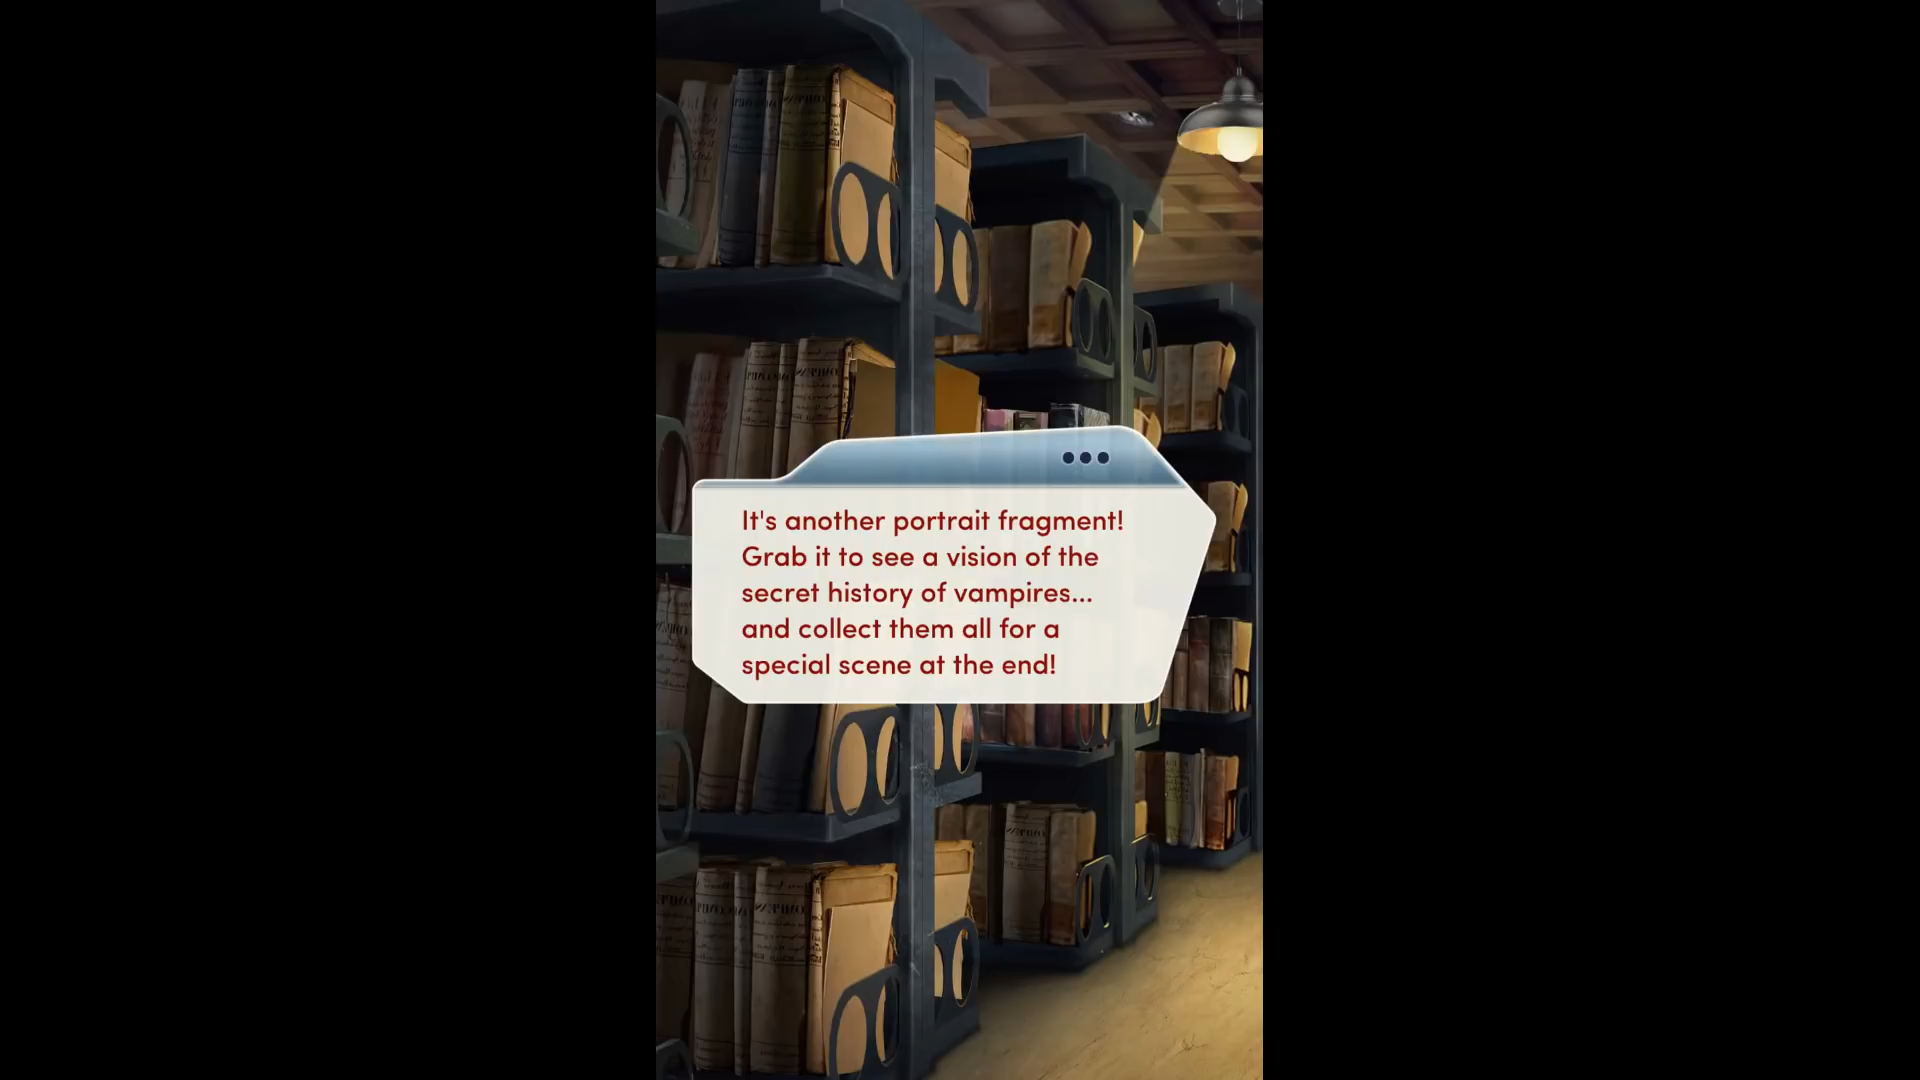 It's another portrait fragment!
Grab it to see a vision of the
secret history of vampires...
and collect them all for a
special scene at the end!